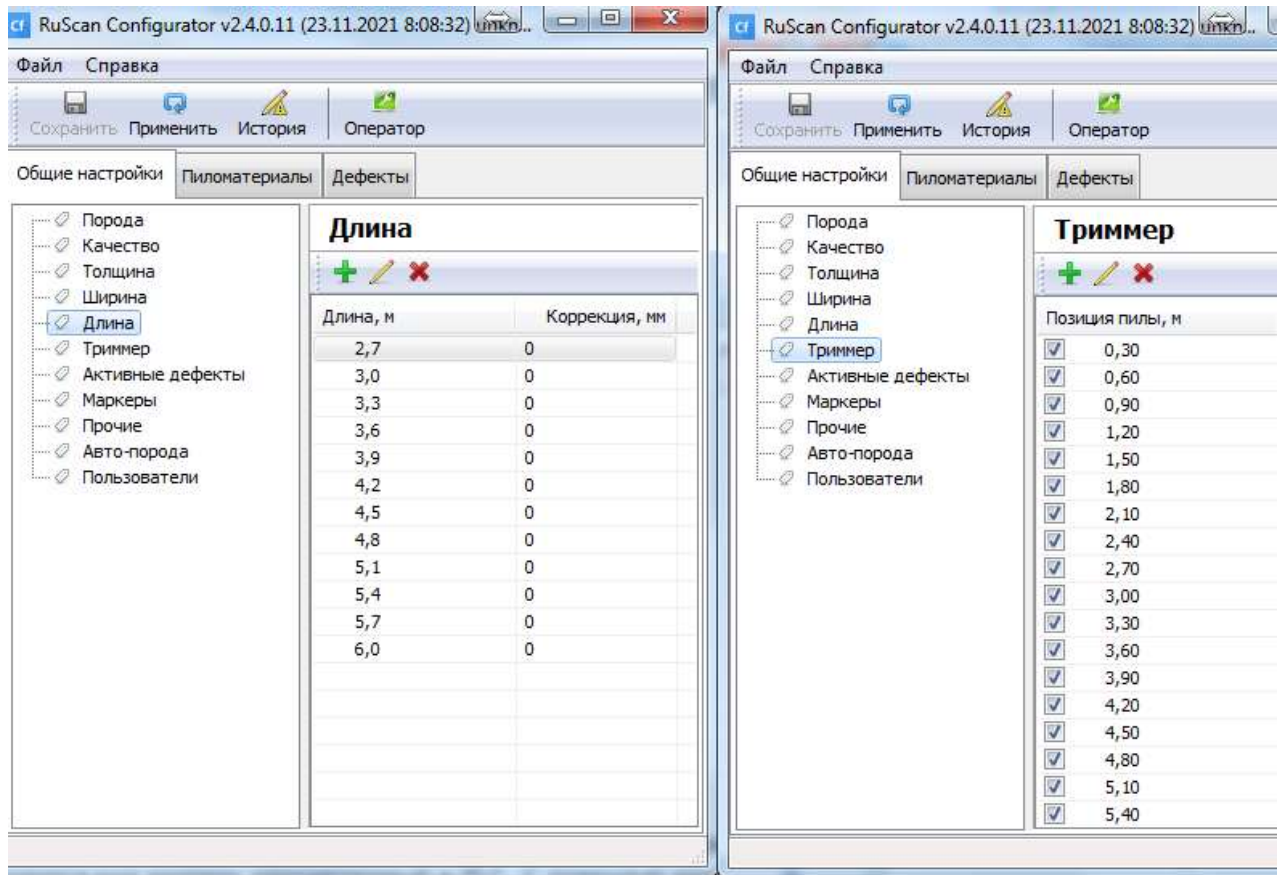 RuScan Configurator v2.4.0.11 (23.11.2021 8:08:32)
Файл Справка
Сохранить Применить История Оператор
Общие настройки Пиломатериалы Дефекты
Порода
Качество
Толщина
Ширина
Длина
Триммер
Активные дефекты
Маркеры
Прочие
Авто-порода
Пользователи
Длина
Длина, м Коррекция, мм
2,7 0
3,0 0
3,3 0
3,6 0
3,9 0
4,2 0
4,5 0
4,8 0
5,1 0
5,4 0
5,7 0
6,0 0
RuScan Configurator v2.4.0.11 (23.11.2021 8:08:32)
Файл Справка
Сохранить Применить История Оператор
Общие настройки Пиломатериалы Дефекты
Порода
Качество
Толщина
Ширина
Длина
Триммер
Активные дефекты
Маркеры
Прочие
Авто-порода
Пользователи
Триммер
Позиция пилы, м
0,30
0,60
0,90
1,20
1,50
1,80
2,10
2,40
2,70
3,00
3,30
3,60
3,90
4,20
4,50
4,80
5,10
5,40